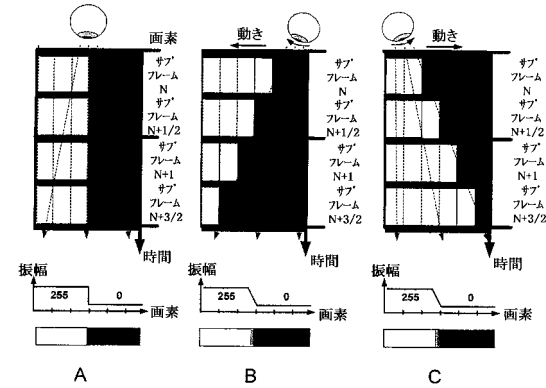 画素
サブ
フレーム
N
サブ
フレーム
N+1/2
サブ
フレーム
N+1
サブ
フレーム
N+3/2
時間
振幅
255
0
画素
A
動き
サブ
フレーム
N
サブ
フレーム
N+1/2
サブ
フレーム
N+1
サブ
フレーム
N+3/2
時間
振幅
255
0
画素
B
動き
サブ
フレーム
N
サブ
フレーム
N+1/2
サブ
フレーム
N+1
サブ
フレーム
N+3/2
時間
振幅
255
0
画素
C